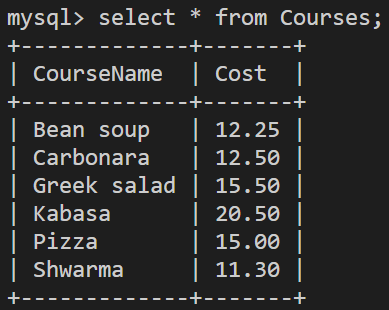 mysql> select * from Courses;
+-------------+-------+
| CourseName  | Cost  |
+-------------+-------+
| Bean soup   | 12.25 |
| Carbonara   | 12.50 |
| Greek salad | 15.50 |
| Kabasa      | 20.50 |
| Pizza       | 15.00 |
| Shwarma     | 11.30 |
+-------------+-------+